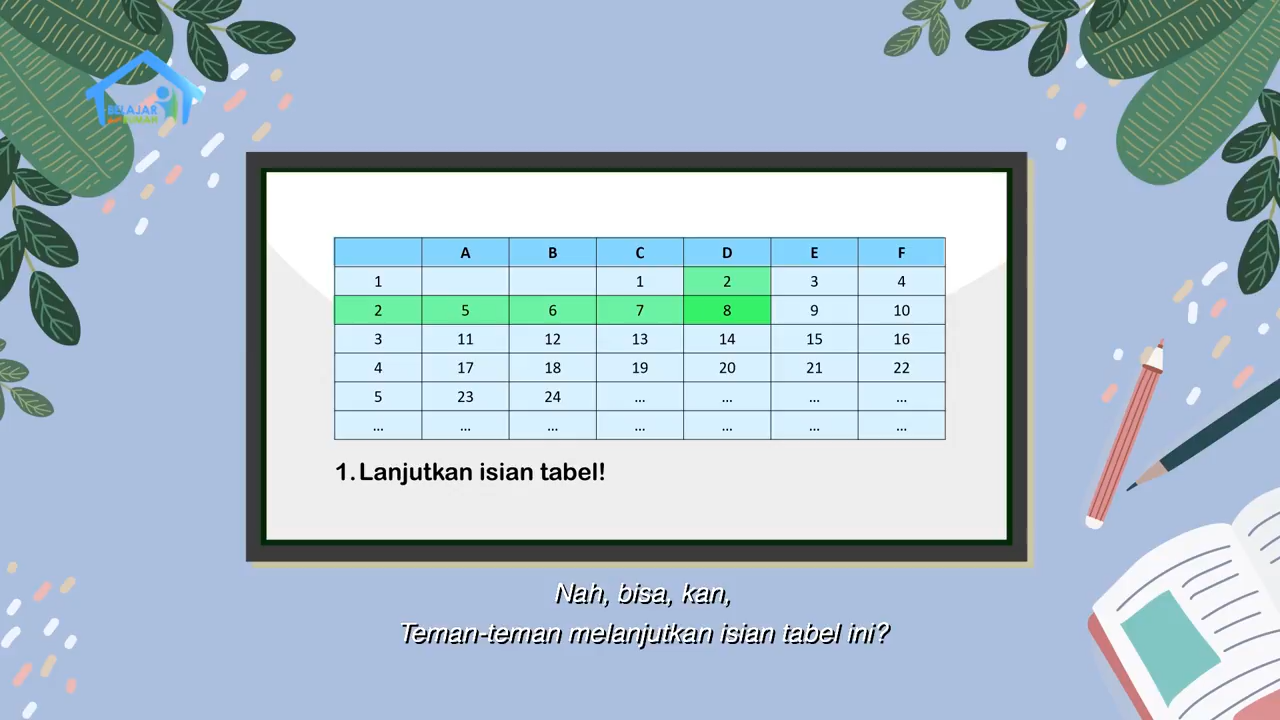 BELAJAR
RUMAH
A B C D E F
1 1 2 3 4
2 5 6 7 8 9 10
3 11 12 13 14 15 16
4 17 18 19 20 21 22
5 23 24 ... ... ... ...
... ... ... ... ... ... ...
1. Lanjutkan isian tabel!
Nah, bisa, kan,
Teman-teman melanjutkan isian tabel ini?